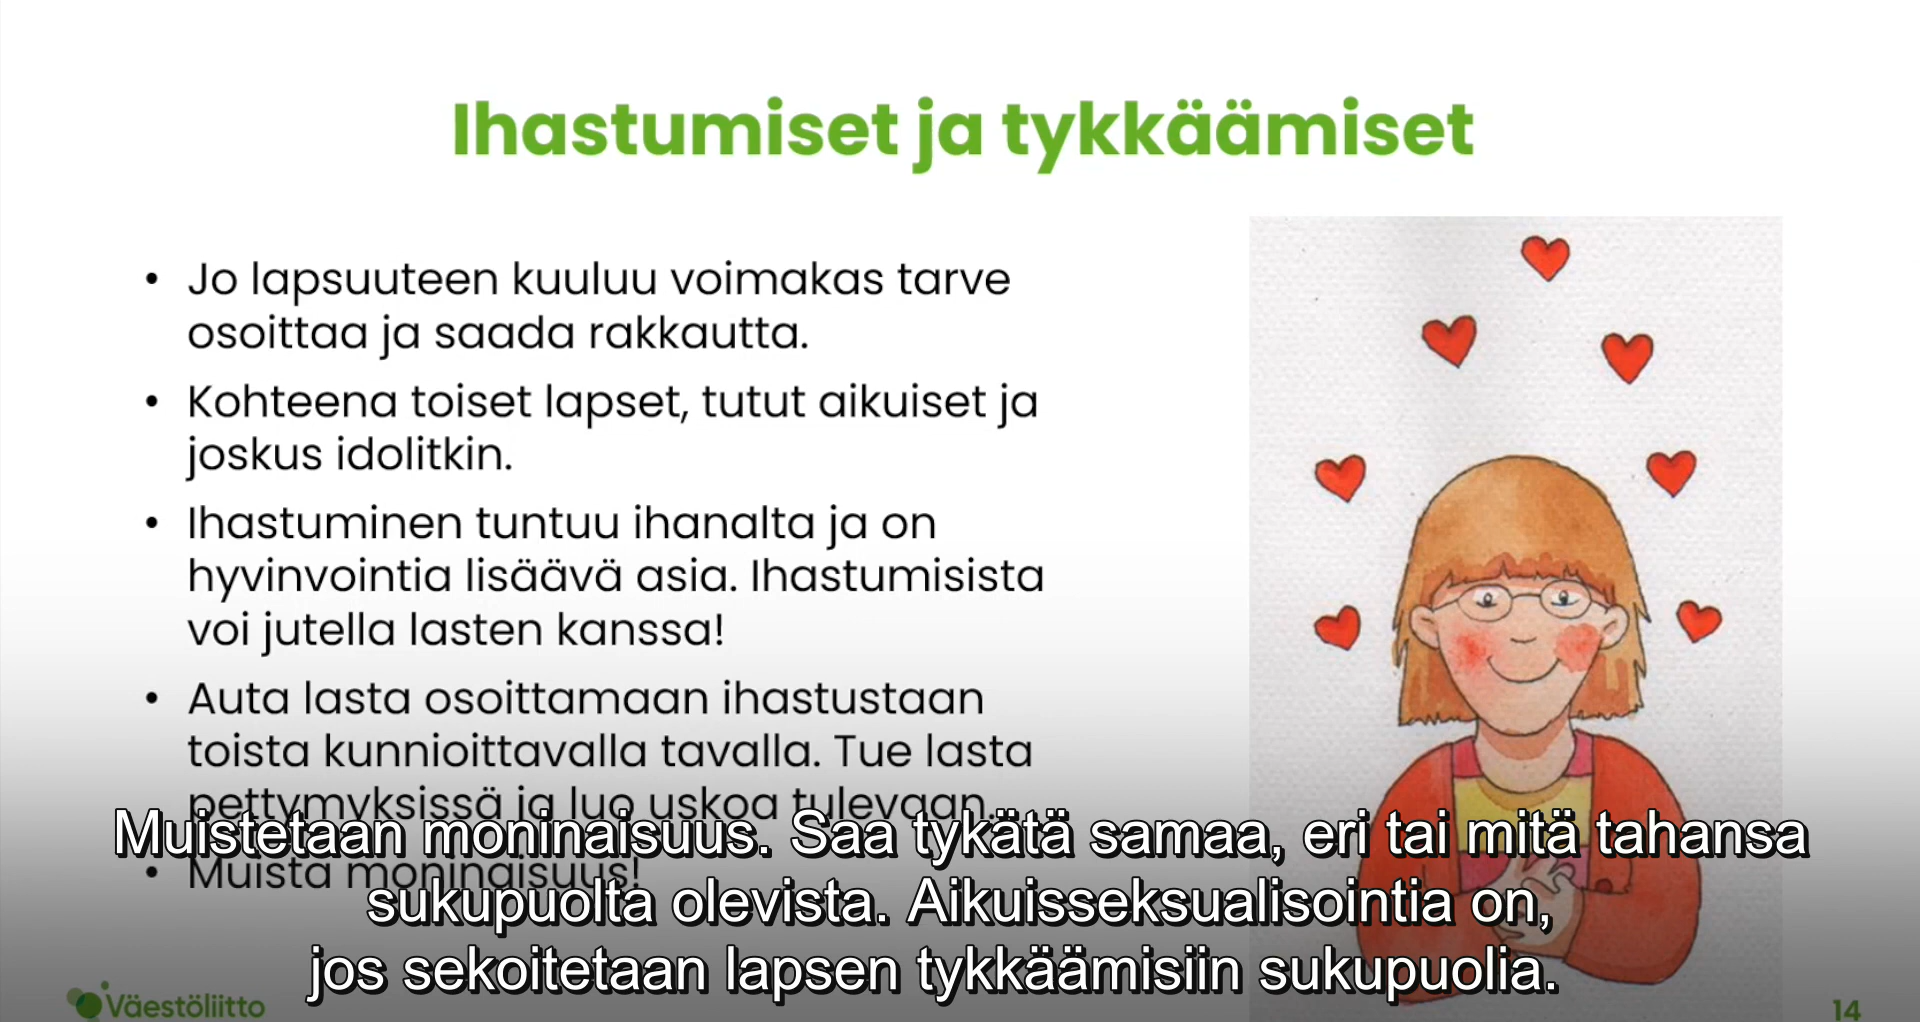 Ihastumiset ja tykkäämiset
• Jo lapsuuteen kuuluu voimakas tarve
osoittaa ja saada rakkautta.
• Kohteena toiset lapset, tutut aikuiset ja
joskus idolitkin.
• Ihastuminen tuntuu ihanalta ja on
hyvinvointia lisäävä asia. Ihastumisista
voi jutella lasten kanssa!
• Auta lasta osoittamaan ihastustaan
toista kunnioittavalla tavalla. Tue lasta
pettymyksissä ja luo uskoa tulevaan.
• Muista moninaisuus!
Muistetaan moninaisuus. Saa tykätä samaa, eri tai mitä tahansa
sukupuolta olevista. Aikuisseksualisointia on,
jos sekoitetaan lapsen tykkäämisiin sukupuolia.
Väestöliitto
14